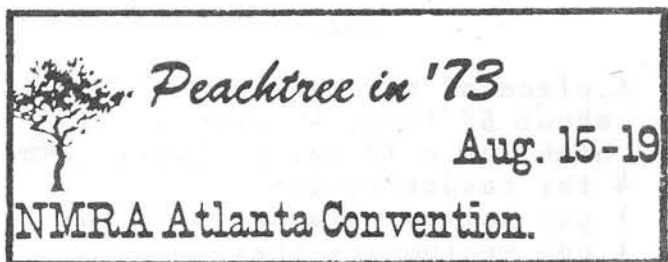 Peachtree in '73
Aug. 15-19
NMRA Atlanta Convention.